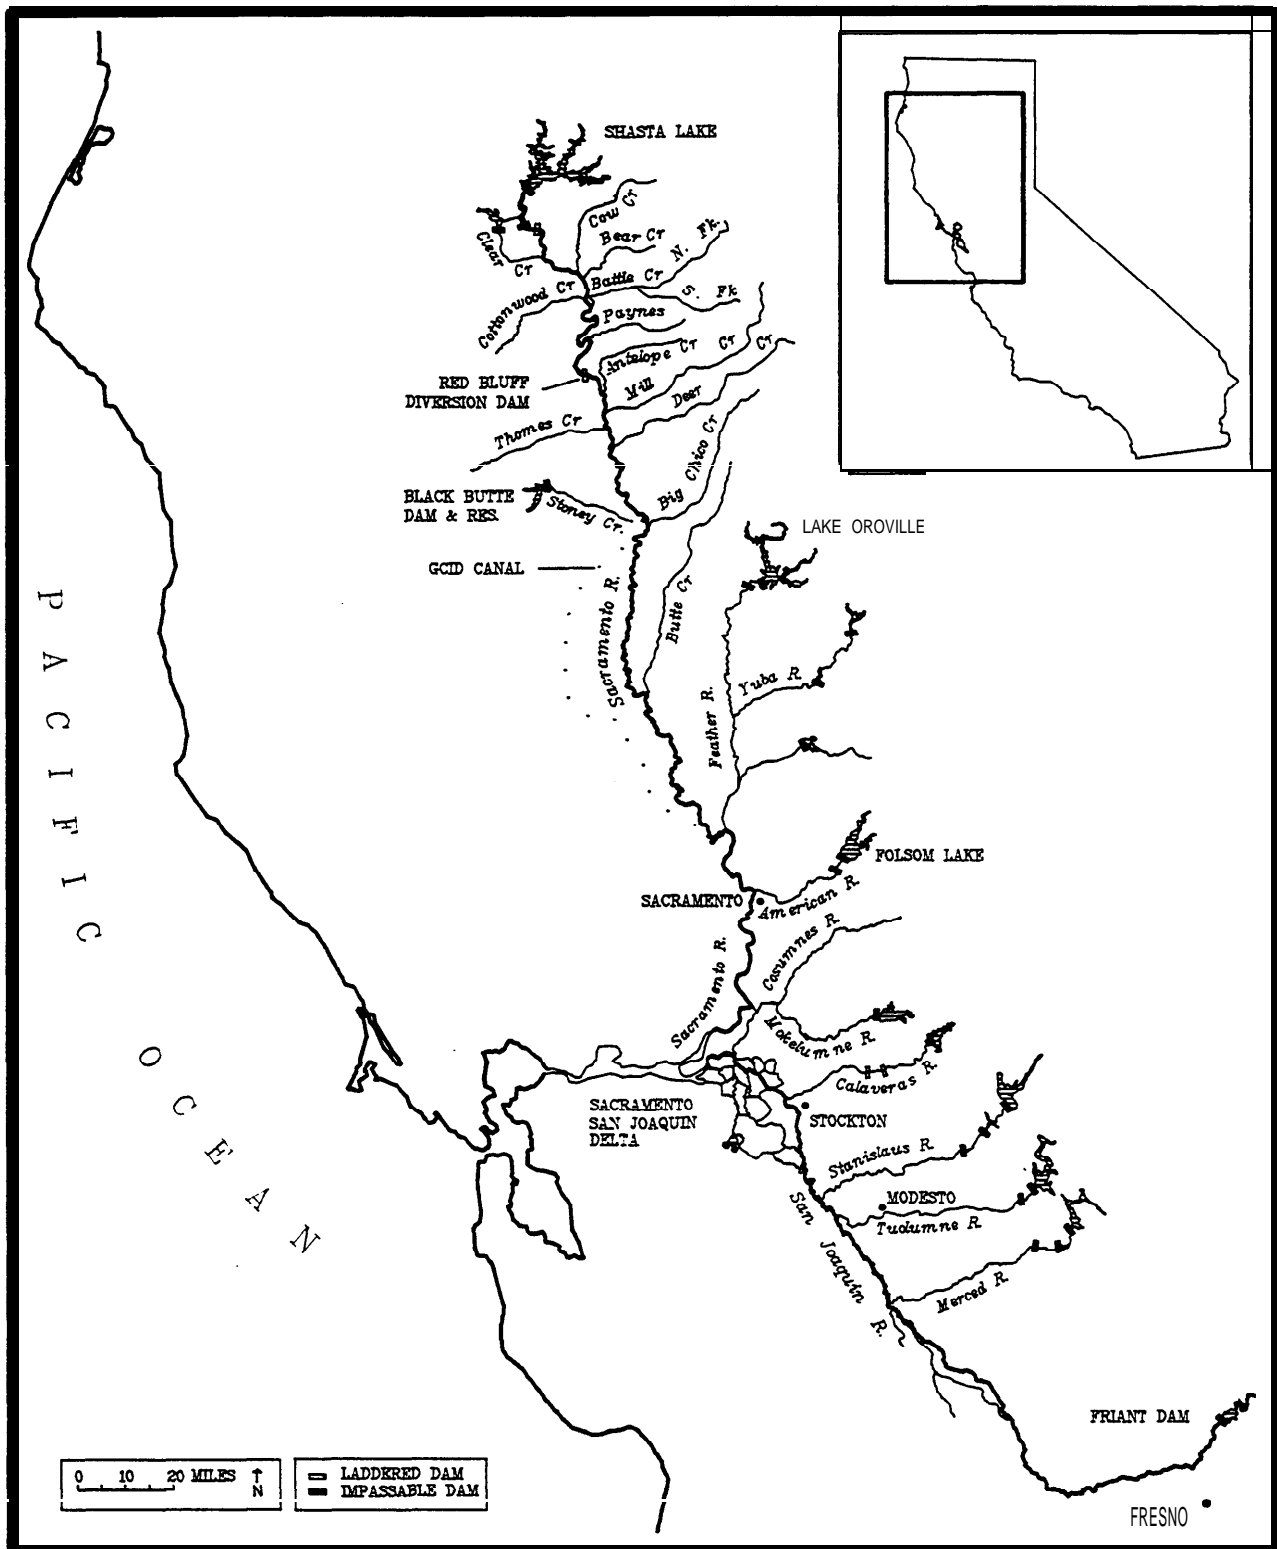 SHASTA LAKE
Cow Cr
Bear Cr
N. Fk.
Clear Cr
Battle Cr
S. Fk
Cottonwood Cr
Paynes
Antelope Cr
Mill Cr
Deer Cr
RED BLUFF
DIVERSION DAM
Thomes Cr
Big Chico Cr
BLACK BUTTE
DAM & RES.
Stoney Cr.
LAKE OROVILLE
GCID CANAL
Sacramento R.
Butte Cr
Feather R.
Yuba R
FOLSOM LAKE
SACRAMENTO
American R.
Cosumnes R
Sacramento R.
Mokelumne R.
Calaveras R.
SACRAMENTO
SAN JOAQUIN
DELTA
STOCKTON
Stanislaus R
MODESTO
Tudumne R
San Joaquin R.
Merced R
PACIFIC OCEAN
FRIANT DAM
FRESNO
0 10 20 MILES ↑
N
LADDERED DAM
IMPASSABLE DAM